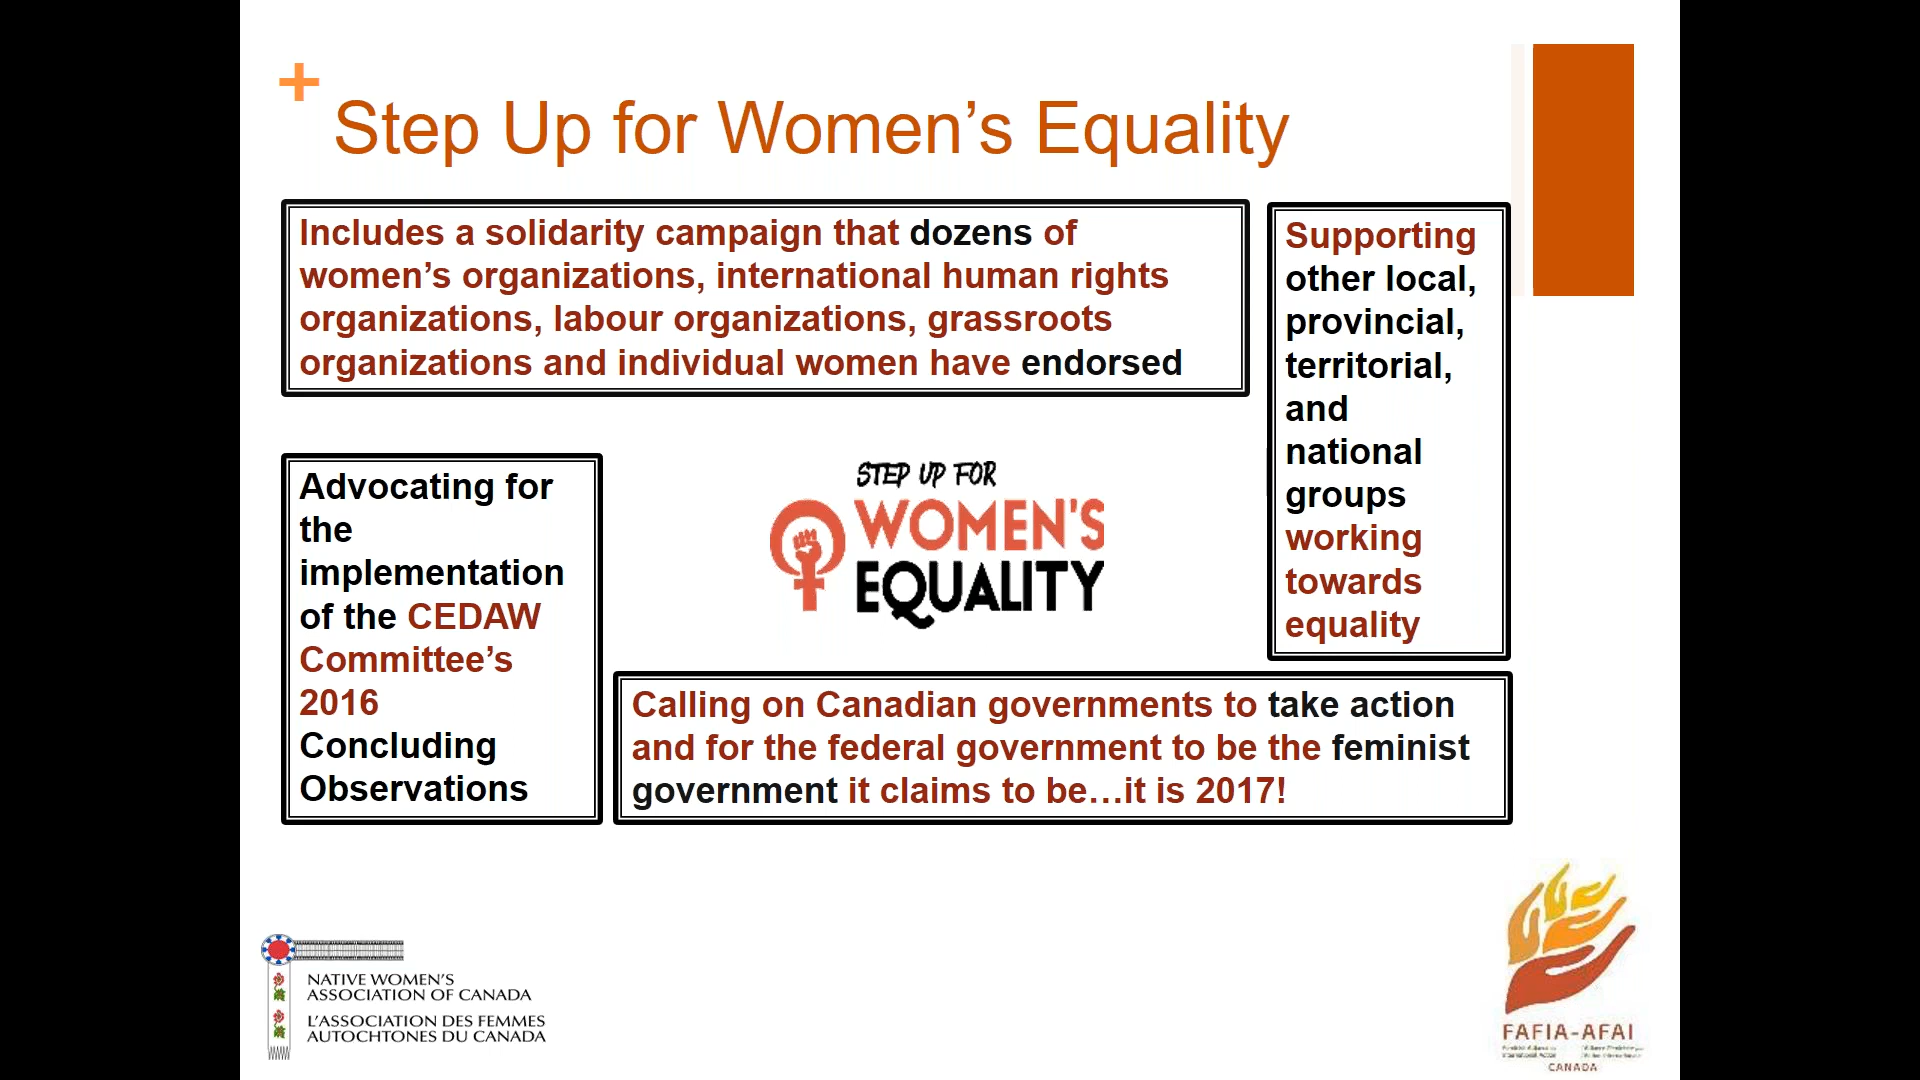 +
Step Up for Women’s Equality
Includes a solidarity campaign that dozens of
women’s organizations, international human rights
organizations, labour organizations, grassroots
organizations and individual women have endorsed
Supporting
other local,
provincial,
territorial,
and
national
groups
working
towards
equality
Advocating for
the
implementation
of the CEDAW
Committee’s
2016
Concluding
Observations
STEP UP FOR
WOMEN'S
EQUALITY
Calling on Canadian governments to take action
and for the federal government to be the feminist
government it claims to be…it is 2017!
NATIVE WOMEN'S
ASSOCIATION OF CANADA
L'ASSOCIATION DES FEMMES
AUTOCHTONES DU CANADA
FAFIA-AFAI
CANADA